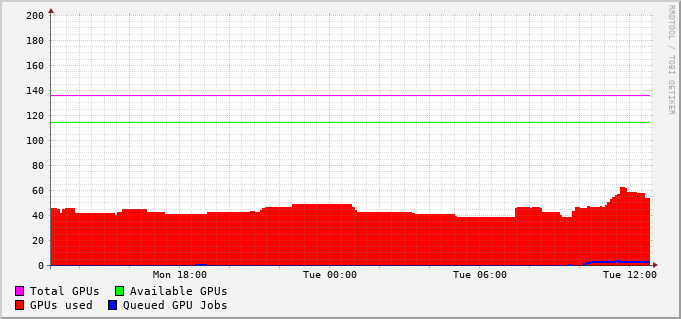 200
180
160
140
120
100
80
60
40
20
0
Mon 18:00 Tue 00:00 Tue 06:00 Tue 12:00
Total GPUs Available GPUs
GPUs used Queued GPU Jobs
RRDTOOL / TOBI OETIKER